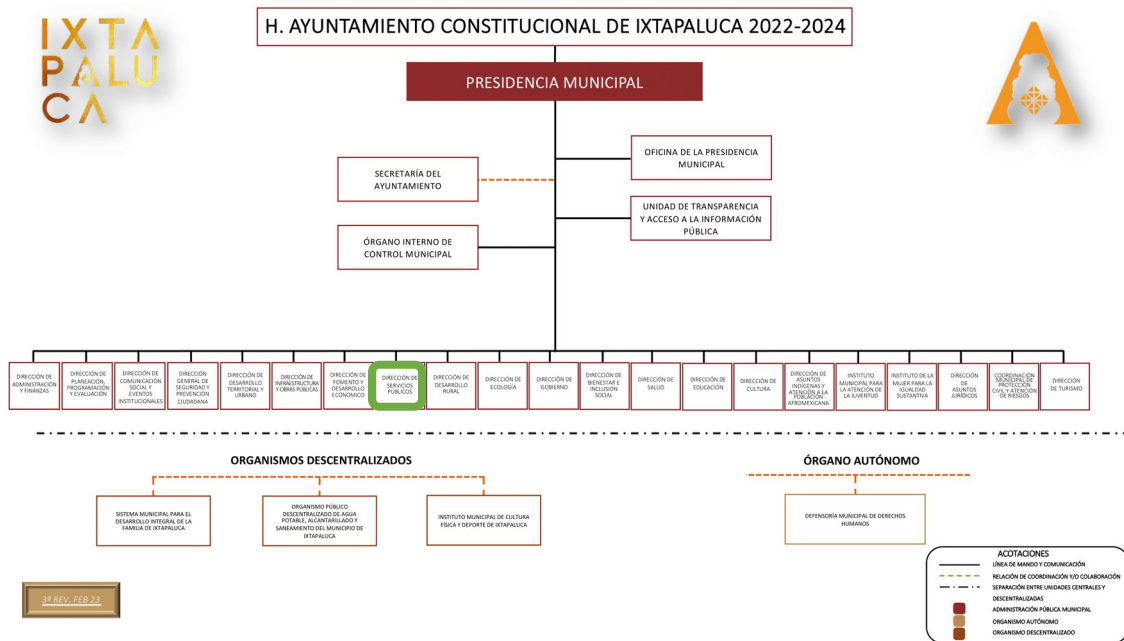 IXTA
PALU
CA
H. AYUNTAMIENTO CONSTITUCIONAL DE IXTAPALUCA 2022-2024
PRESIDENCIA MUNICIPAL
OFICINA DE LA PRESIDENCIA
MUNICIPAL
SECRETARÍA DEL
AYUNTAMIENTO
UNIDAD DE TRANSPARENCIA
Y ACCESO A LA INFORMACIÓN
PÚBLICA
ÓRGANO INTERNO DE
CONTROL MUNICIPAL
DIRECCIÓN DE
ADMINISTRACIÓN
Y FINANZAS
DIRECCIÓN DE
PLANEACIÓN,
PROGRAMACIÓN
Y EVALUACIÓN
DIRECCIÓN DE
COMUNICACIÓN
SOCIAL Y
EVENTOS
INSTITUCIONALES
DIRECCIÓN
GENERAL DE
SEGURIDAD Y
PREVENCIÓN
CIUDADANA
DIRECCIÓN DE
DESARROLLO
TERRITORIAL Y
URBANO
DIRECCIÓN DE
INFRAESTRUCTURA
Y OBRAS PÚBLICAS
DIRECCIÓN DE
FOMENTO Y
DESARROLLO
ECONÓMICO
DIRECCIÓN DE
SERVICIOS
PÚBLICOS
DIRECCIÓN DE
DESARROLLO
RURAL
DIRECCIÓN DE
ECOLOGÍA
DIRECCIÓN DE
GOBIERNO
DIRECCIÓN DE
BIENESTAR E
INCLUSIÓN
SOCIAL
DIRECCIÓN DE
SALUD
DIRECCIÓN DE
EDUCACIÓN
DIRECCIÓN DE
CULTURA
DIRECCIÓN DE
ASUNTOS
INDÍGENAS Y
ATENCIÓN A LA
POBLACIÓN
AFROMEXICANA
INSTITUTO
MUNICIPAL PARA
LA ATENCIÓN DE
LA JUVENTUD
INSTITUTO DE LA
MUJER PARA LA
IGUALDAD
SUSTANTIVA
DIRECCIÓN
DE
ASUNTOS
JURÍDICOS
COORDINACIÓN
MUNICIPAL DE
PROTECCIÓN
CIVIL Y ATENCIÓN
DE RIESGOS
DIRECCIÓN
DE TURISMO
ORGANISMOS DESCENTRALIZADOS
ÓRGANO AUTÓNOMO
SISTEMA MUNICIPAL PARA EL
DESARROLLO INTEGRAL DE LA
FAMILIA DE IXTAPALUCA
ORGANISMO PÚBLICO
DESCENTRALIZADO DE AGUA
POTABLE, ALCANTARILLADO Y
SANEAMIENTO DEL MUNICIPIO DE
IXTAPALUCA
INSTITUTO MUNICIPAL DE CULTURA
FÍSICA Y DEPORTE DE IXTAPALUCA
DEFENSORÍA MUNICIPAL DE DERECHOS
HUMANOS
ACOTACIONES
LÍNEA DE MANDO Y COMUNICACIÓN
RELACIÓN DE COORDINACIÓN Y/O COLABORACIÓN
SEPARACIÓN ENTRE UNIDADES CENTRALES Y
DESCENTRALIZADAS
ADMINISTRACIÓN PÚBLICA MUNICIPAL
ORGANISMO AUTÓNOMO
ORGANISMO DESCENTRALIZADO
3ª REV. FEB 23